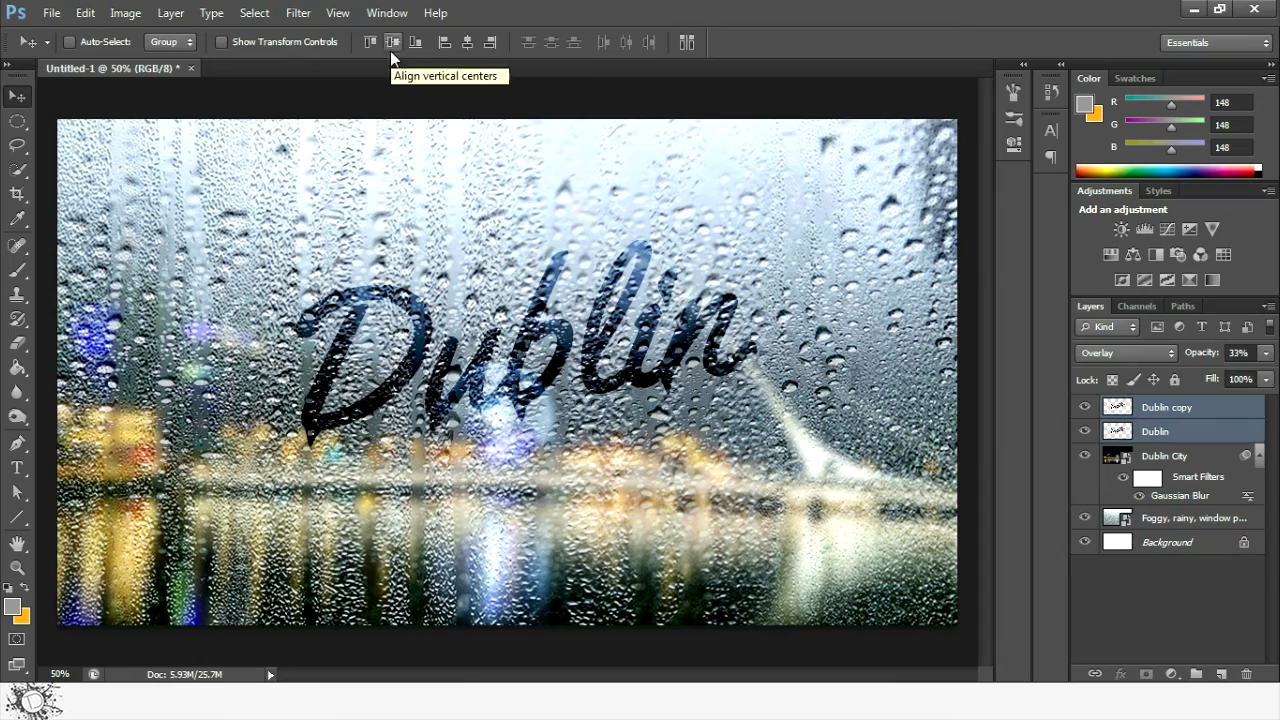 Ps File Edit Image Layer Type Select Filter View Window Help
Auto-Select: Group Show Transform Controls Essentials
Untitled-1 @ 50% (RGB/8) * ×
Align vertical centers
Dublin
50% Doc: 5.93M/25.7M
Color Swatches
R 148
G 148
B 148
Adjustments Styles
Add an adjustment
Layers Channels Paths
Kind
Overlay Opacity: 33%
Lock: Fill: 100%
Dublin copy
Dublin
Dublin City
Smart Filters
Gaussian Blur
Foggy, rainy, window p...
Background